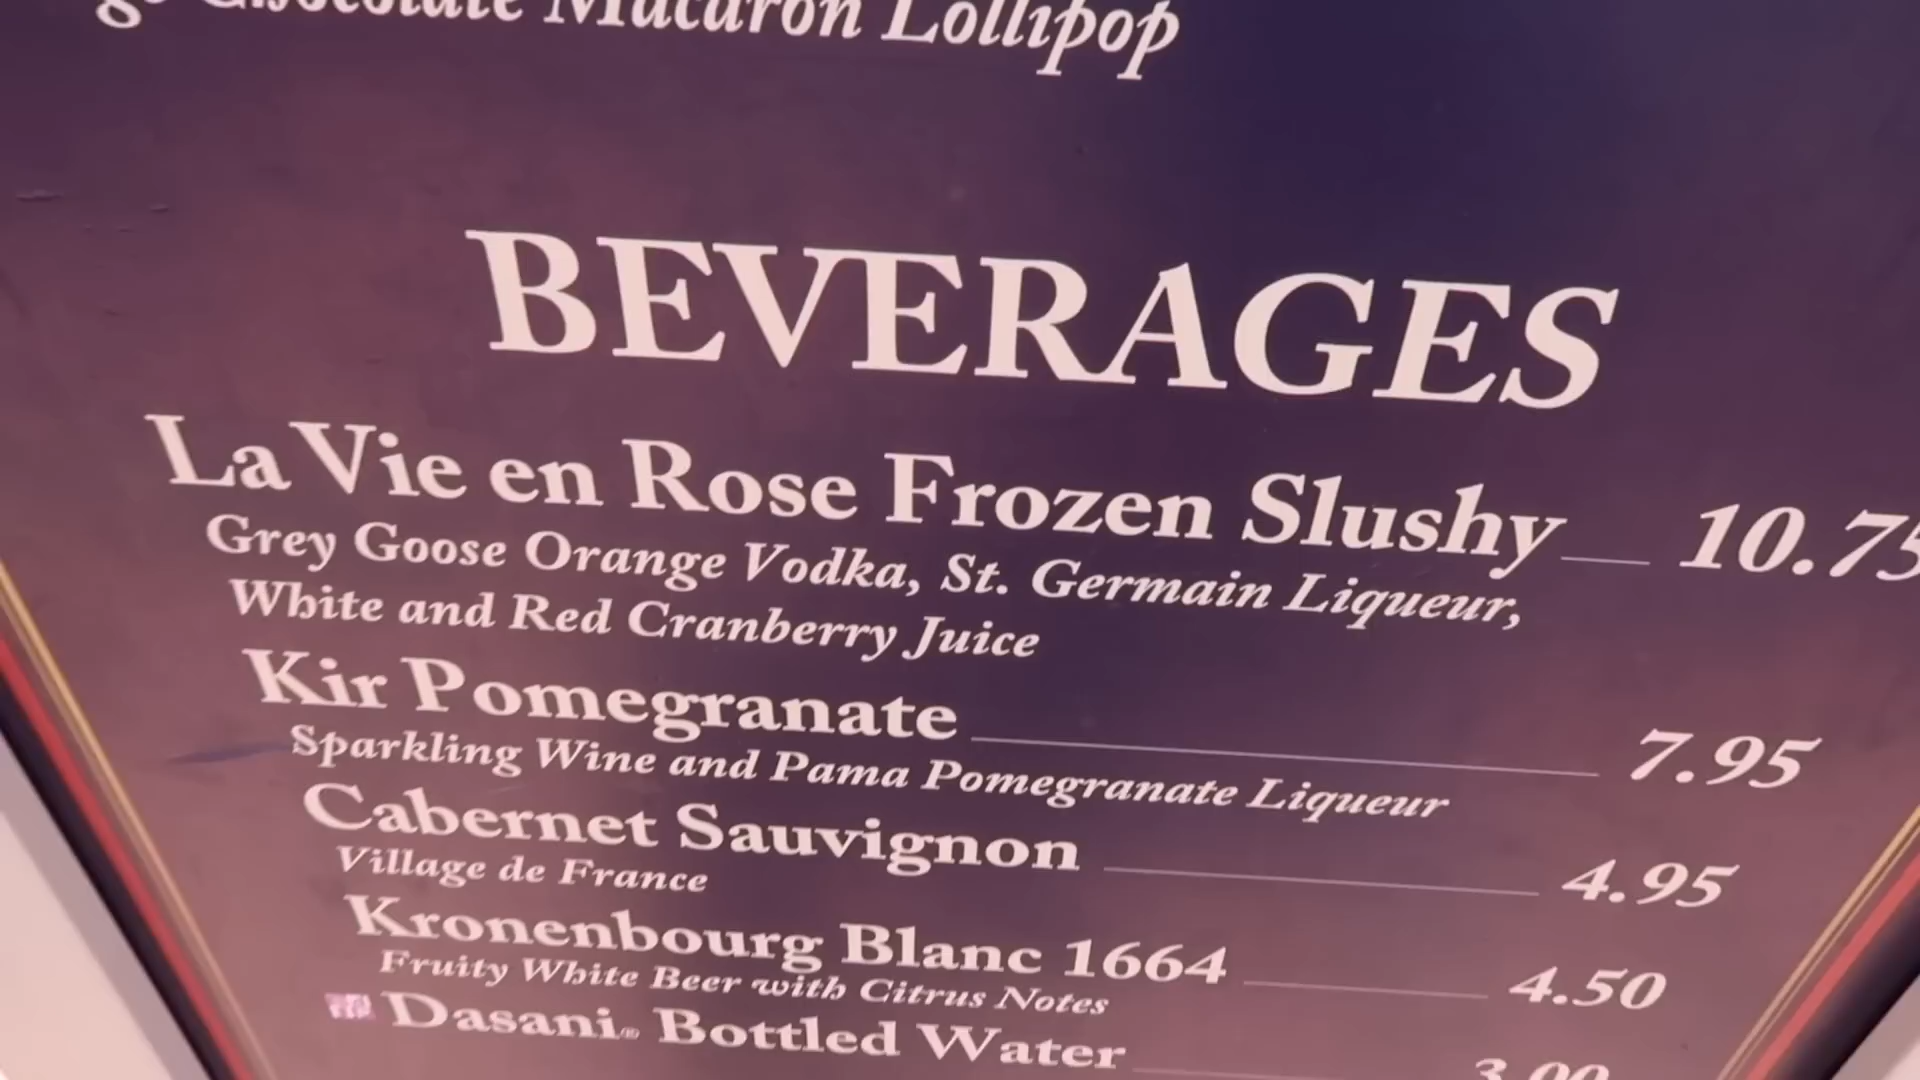 Chocolate Macaron Lollipop
BEVERAGES
La Vie en Rose Frozen Slushy 10.75
Grey Goose Orange Vodka, St. Germain Liqueur,
White and Red Cranberry Juice
Kir Pomegranate 7.95
Sparkling Wine and Pama Pomegranate Liqueur
Cabernet Sauvignon 4.95
Village de France
Kronenbourg Blanc 1664 4.50
Fruity White Beer with Citrus Notes
Dasani® Bottled Water 3.00